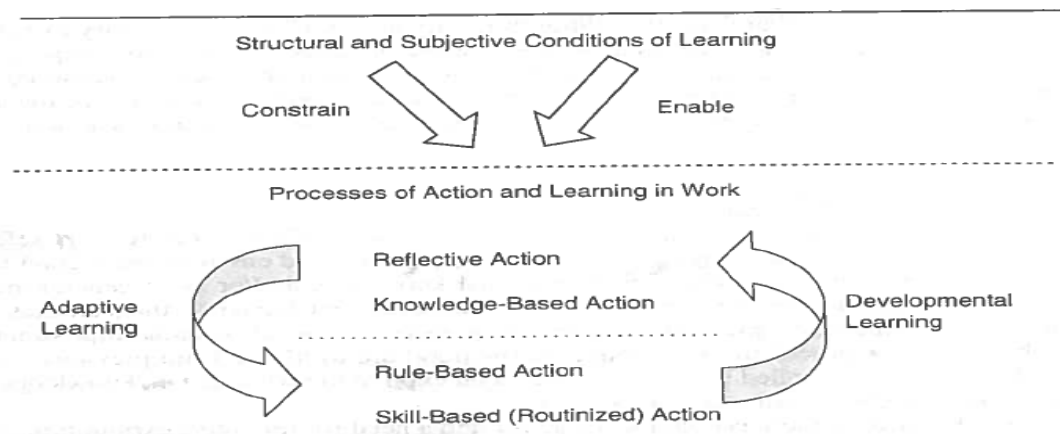 Structural and Subjective Conditions of Learning
Constrain
Enable
Processes of Action and Learning in Work
Reflective Action
Knowledge-Based Action
Adaptive
Learning
Developmental
Learning
Rule-Based Action
Skill-Based (Routinized) Action